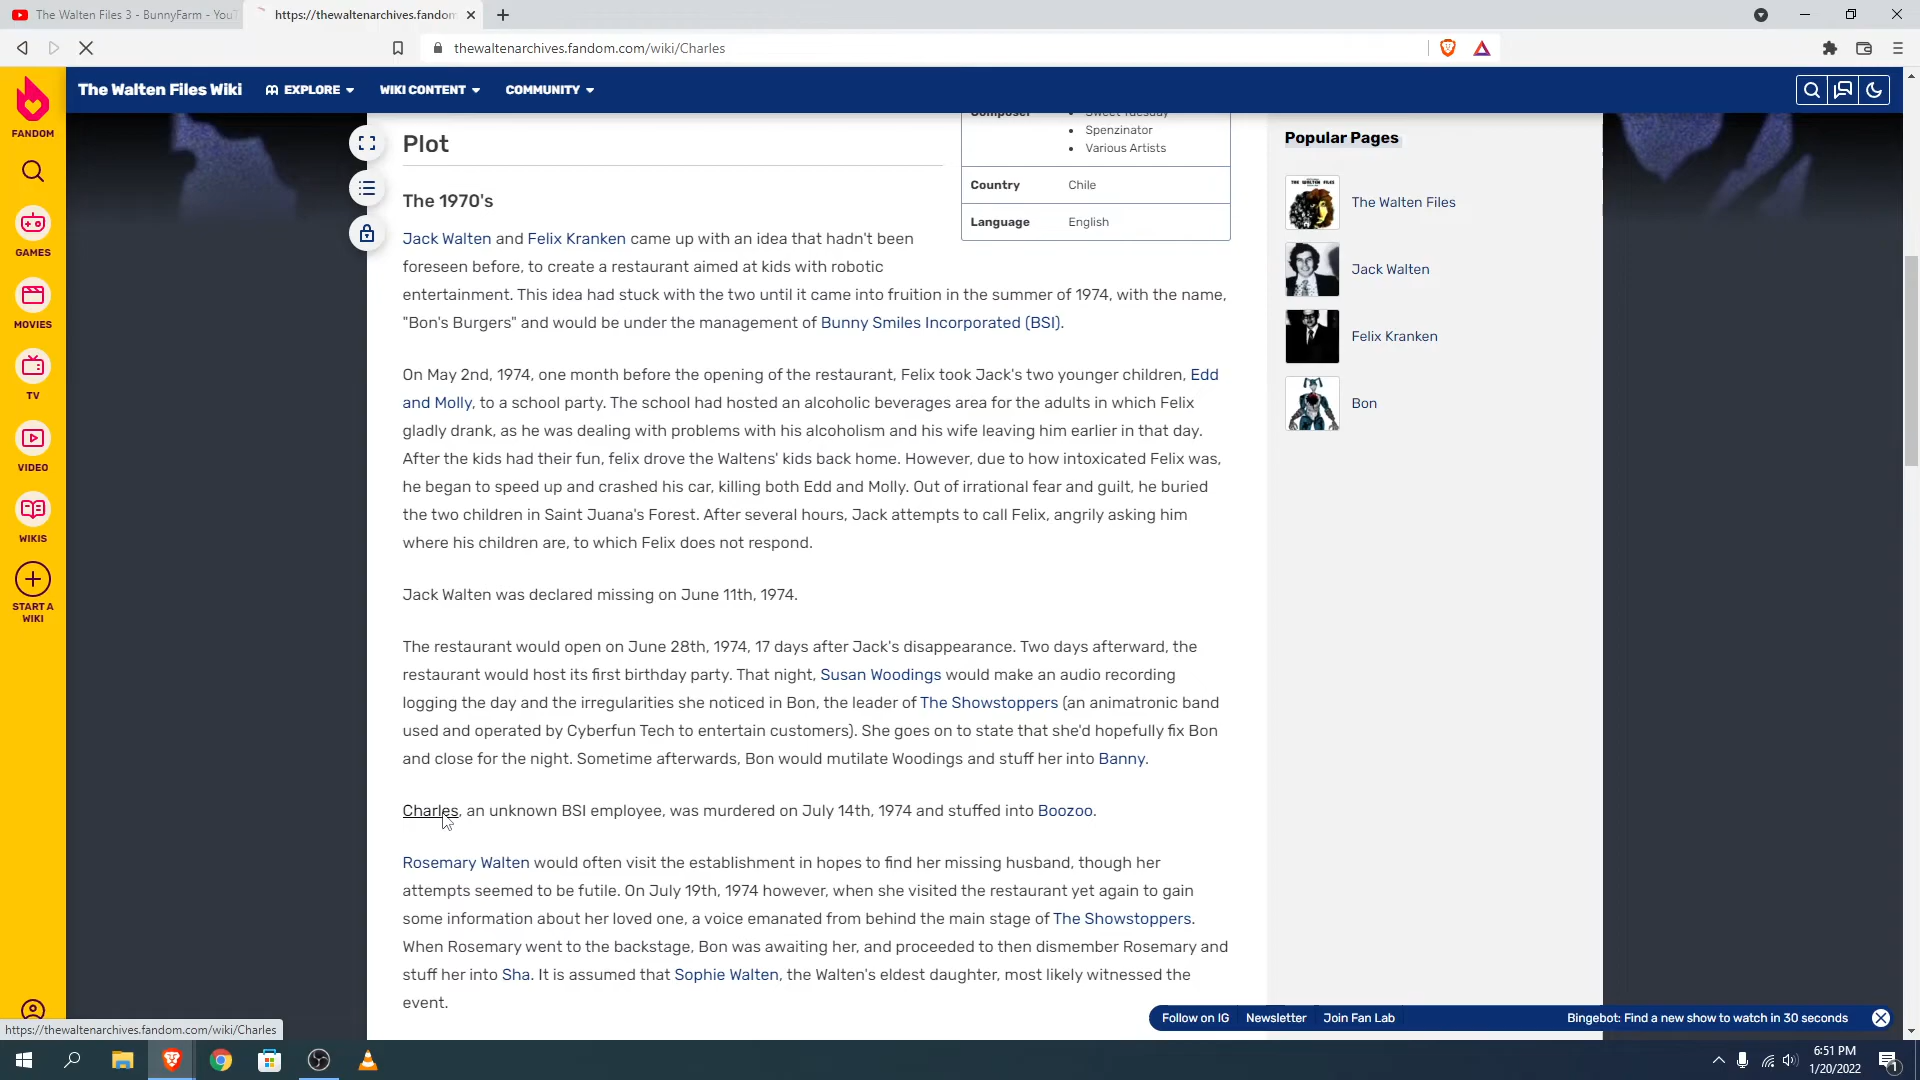 The Walten Files 3 - BunnyFarm - You
https://thewaltenarchives.fandom
thewaltenarchives.fandom.com/wiki/Charles
The Walten Files Wiki
EXPLORE
WIKI CONTENT
COMMUNITY
FANDOM
GAMES
MOVIES
TV
VIDEO
WIKIS
START A
WIKI
Plot
Composer
Sweet Tuesday
Spenzinator
Various Artists
Country Chile
Language English
The 1970's
Jack Walten and Felix Kranken came up with an idea that hadn't been
foreseen before, to create a restaurant aimed at kids with robotic
entertainment. This idea had stuck with the two until it came into fruition in the summer of 1974, with the name,
"Bon's Burgers" and would be under the management of Bunny Smiles Incorporated (BSI).
On May 2nd, 1974, one month before the opening of the restaurant, Felix took Jack's two younger children, Edd
and Molly, to a school party. The school had hosted an alcoholic beverages area for the adults in which Felix
gladly drank, as he was dealing with problems with his alcoholism and his wife leaving him earlier in that day.
After the kids had their fun, felix drove the Waltens' kids back home. However, due to how intoxicated Felix was,
he began to speed up and crashed his car, killing both Edd and Molly. Out of irrational fear and guilt, he buried
the two children in Saint Juana's Forest. After several hours, Jack attempts to call Felix, angrily asking him
where his children are, to which Felix does not respond.
Jack Walten was declared missing on June 11th, 1974.
The restaurant would open on June 28th, 1974, 17 days after Jack's disappearance. Two days afterward, the
restaurant would host its first birthday party. That night, Susan Woodings would make an audio recording
logging the day and the irregularities she noticed in Bon, the leader of The Showstoppers (an animatronic band
used and operated by Cyberfun Tech to entertain customers). She goes on to state that she'd hopefully fix Bon
and close for the night. Sometime afterwards, Bon would mutilate Woodings and stuff her into Banny.
Charles, an unknown BSI employee, was murdered on July 14th, 1974 and stuffed into Boozoo.
Rosemary Walten would often visit the establishment in hopes to find her missing husband, though her
attempts seemed to be futile. On July 19th, 1974 however, when she visited the restaurant yet again to gain
some information about her loved one, a voice emanated from behind the main stage of The Showstoppers.
When Rosemary went to the backstage, Bon was awaiting her, and proceeded to then dismember Rosemary and
stuff her into Sha. It is assumed that Sophie Walten, the Walten's eldest daughter, most likely witnessed the
event.
Popular Pages
THE WALTEN FILES
The Walten Files
Jack Walten
Felix Kranken
Bon
Follow on IG Newsletter Join Fan Lab Bingebot: Find a new show to watch in 30 seconds
https://thewaltenarchives.fandom.com/wiki/Charles
6:51 PM
1/20/2022
1